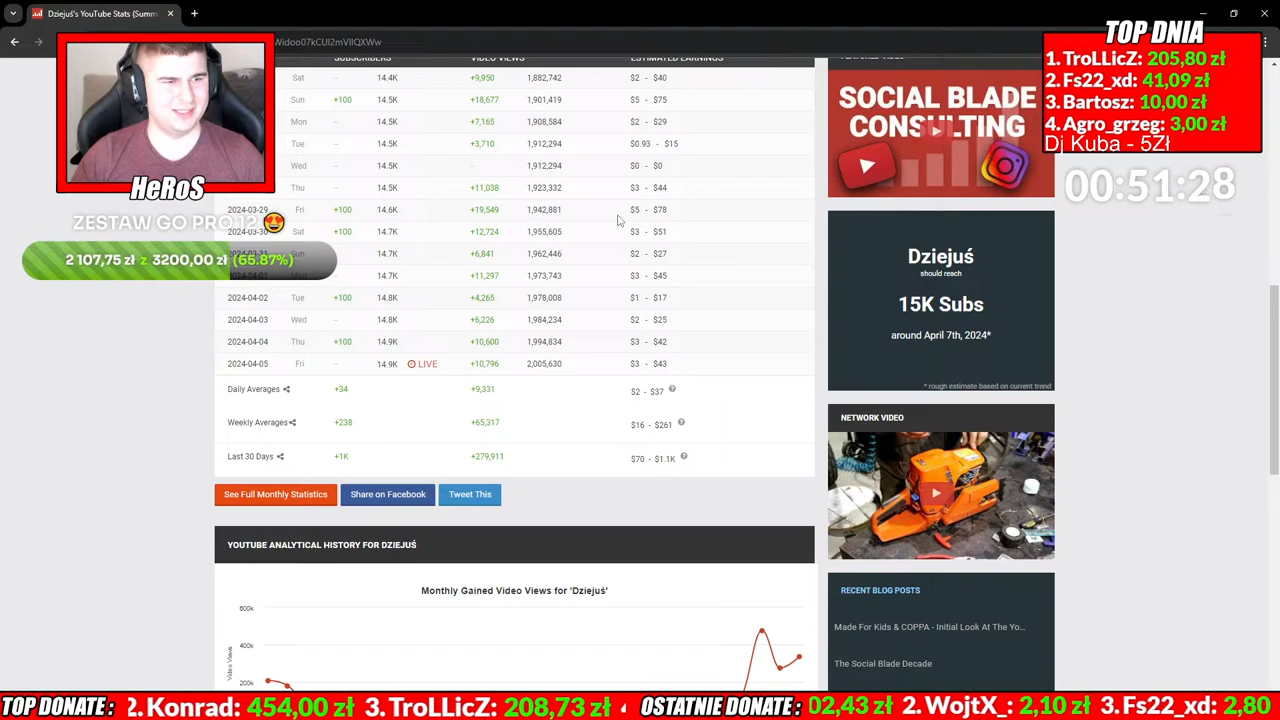 Dziejuś's YouTube Stats (Summ
Widoo07kCUI2mVIIQXWw
HeRoS
ZESTAW GO PRO 12 😍
2 107,75 zł z 3200,00 zł (65.87%)
TOP DNIA
1. TroLLicZ: 205,80 zł
2. Fs22_xd: 41,09 zł
3. Bartosz: 10,00 zł
4. Agro_grzeg: 3,00 zł
Dj Kuba - 5Zł
00:51:28
SUBSCRIBERS VIDEO VIEWS ESTIMATED EARNINGS
Sat 14.4K +9,950 1,882,742 $2 - $40
Sun +100 14.5K +18,677 1,901,419 $5 - $75
Mon -- 14.5K +7,165 1,908,584 $2 - $29
Tue -- 14.5K +3,710 1,912,294 $0.93 - $15
Wed -- 14.5K -- 1,912,294 $0 - $0
Thu -- 14.5K +11,038 1,923,332 $3 - $44
2024-03-29 Fri +100 14.6K +19,549 1,942,881 $5 - $78
2024-03-30 Sat +100 14.7K +12,724 1,955,605 $3 - $51
2024-03-31 Sun -- 14.7K +6,841 1,962,446 $2 - $27
2024-04-01 Mon -- 14.7K +11,297 1,973,743 $3 - $45
2024-04-02 Tue +100 14.8K +4,265 1,978,008 $1 - $17
2024-04-03 Wed -- 14.8K +6,226 1,984,234 $2 - $25
2024-04-04 Thu +100 14.9K +10,600 1,994,834 $3 - $42
2024-04-05 Fri -- 14.9K LIVE +10,796 2,005,630 $3 - $43
Daily Averages +34 +9,331 $2 - $37
Weekly Averages +238 +65,317 $16 - $261
Last 30 Days +1K +279,911 $70 - $1.1K
See Full Monthly Statistics
Share on Facebook
Tweet This
YOUTUBE ANALYTICAL HISTORY FOR DZIEJUŚ
Monthly Gained Video Views for 'Dziejuś'
600k
400k
200k
Video Views
FEATURED VIDEO
SOCIAL BLADE
CONSULTING
Dziejuś
should reach
15K Subs
around April 7th, 2024*
* rough estimate based on current trend
NETWORK VIDEO
RECENT BLOG POSTS
Made For Kids & COPPA - Initial Look At The Yo...
The Social Blade Decade
TOP DONATE : 2. Konrad: 454,00 zł 3. TroLLicZ: 208,73 zł
OSTATNIE DONATE : 02,43 zł 2. WojtX_: 2,10 zł 3. Fs22_xd: 2,80